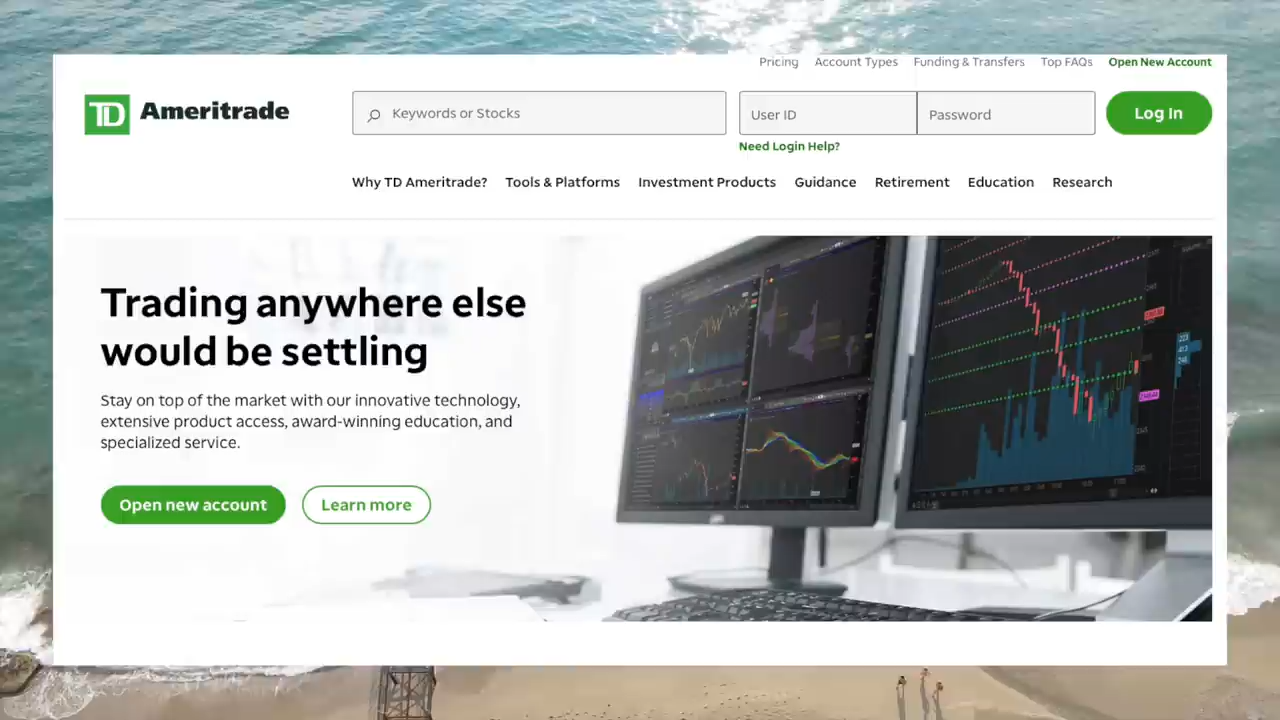 Pricing Account Types Funding & Transfers Top FAQs Open New Account
TD Ameritrade
Keywords or Stocks
User ID
Password
Log In
Need Login Help?
Why TD Ameritrade? Tools & Platforms Investment Products Guidance Retirement Education Research
Trading anywhere else
would be settling
Stay on top of the market with our innovative technology,
extensive product access, award-winning education, and
specialized service.
Open new account
Learn more